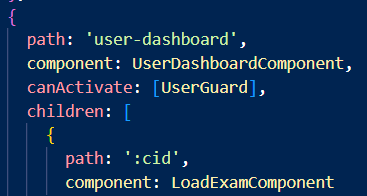 {
path: 'user-dashboard',
component: UserDashboardComponent,
canActivate: [UserGuard],
children: [
{
path: ':cid',
component: LoadExamComponent